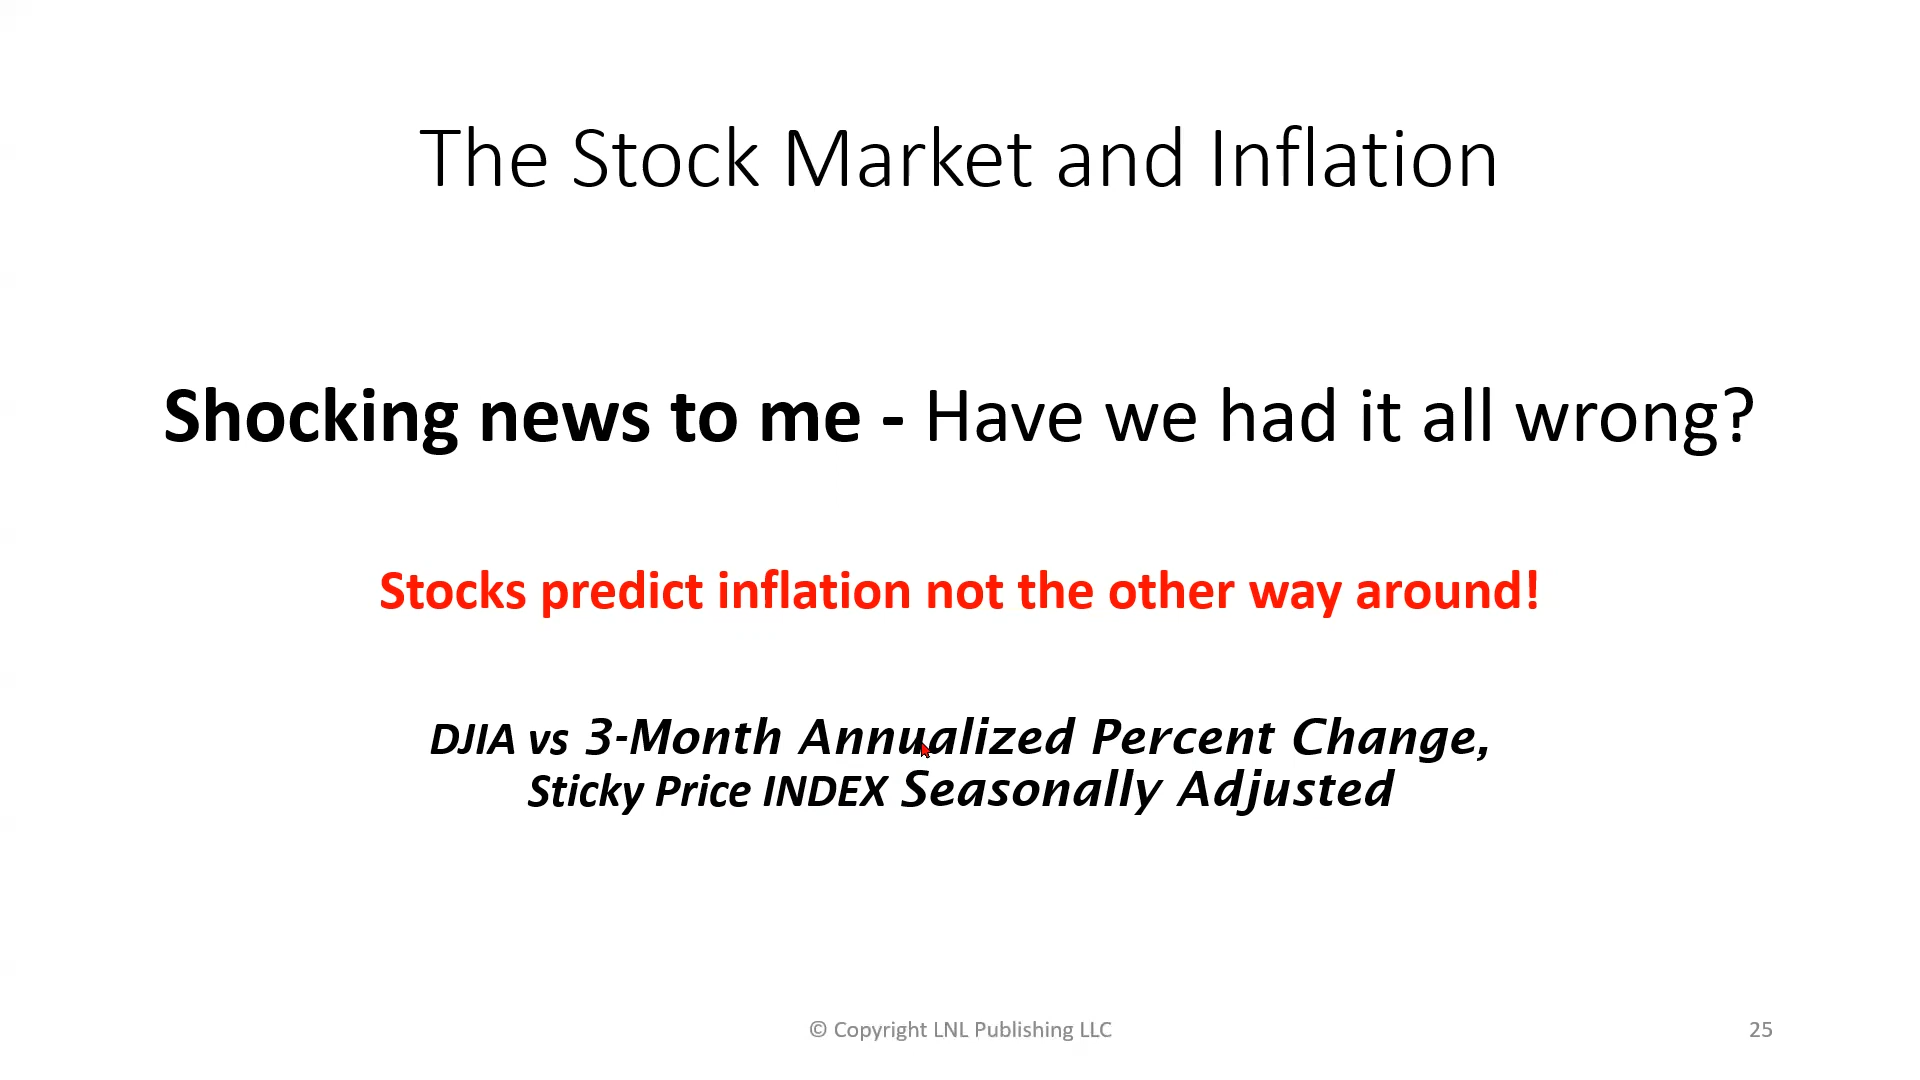 The Stock Market and Inflation
Shocking news to me - Have we had it all wrong?
Stocks predict inflation not the other way around!
DJIA vs 3-Month Annualized Percent Change,
Sticky Price INDEX Seasonally Adjusted
© Copyright LNL Publishing LLC
25